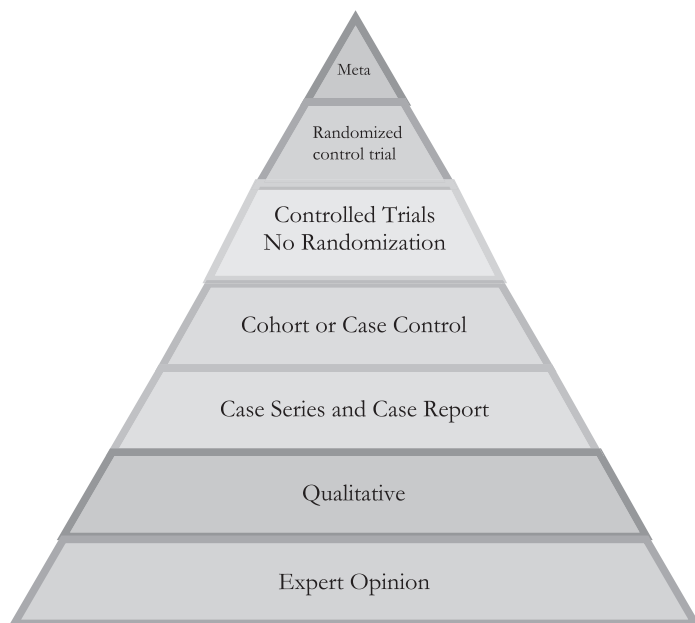 Meta
Randomized
control trial
Controlled Trials
No Randomization
Cohort or Case Control
Case Series and Case Report
Qualitative
Expert Opinion